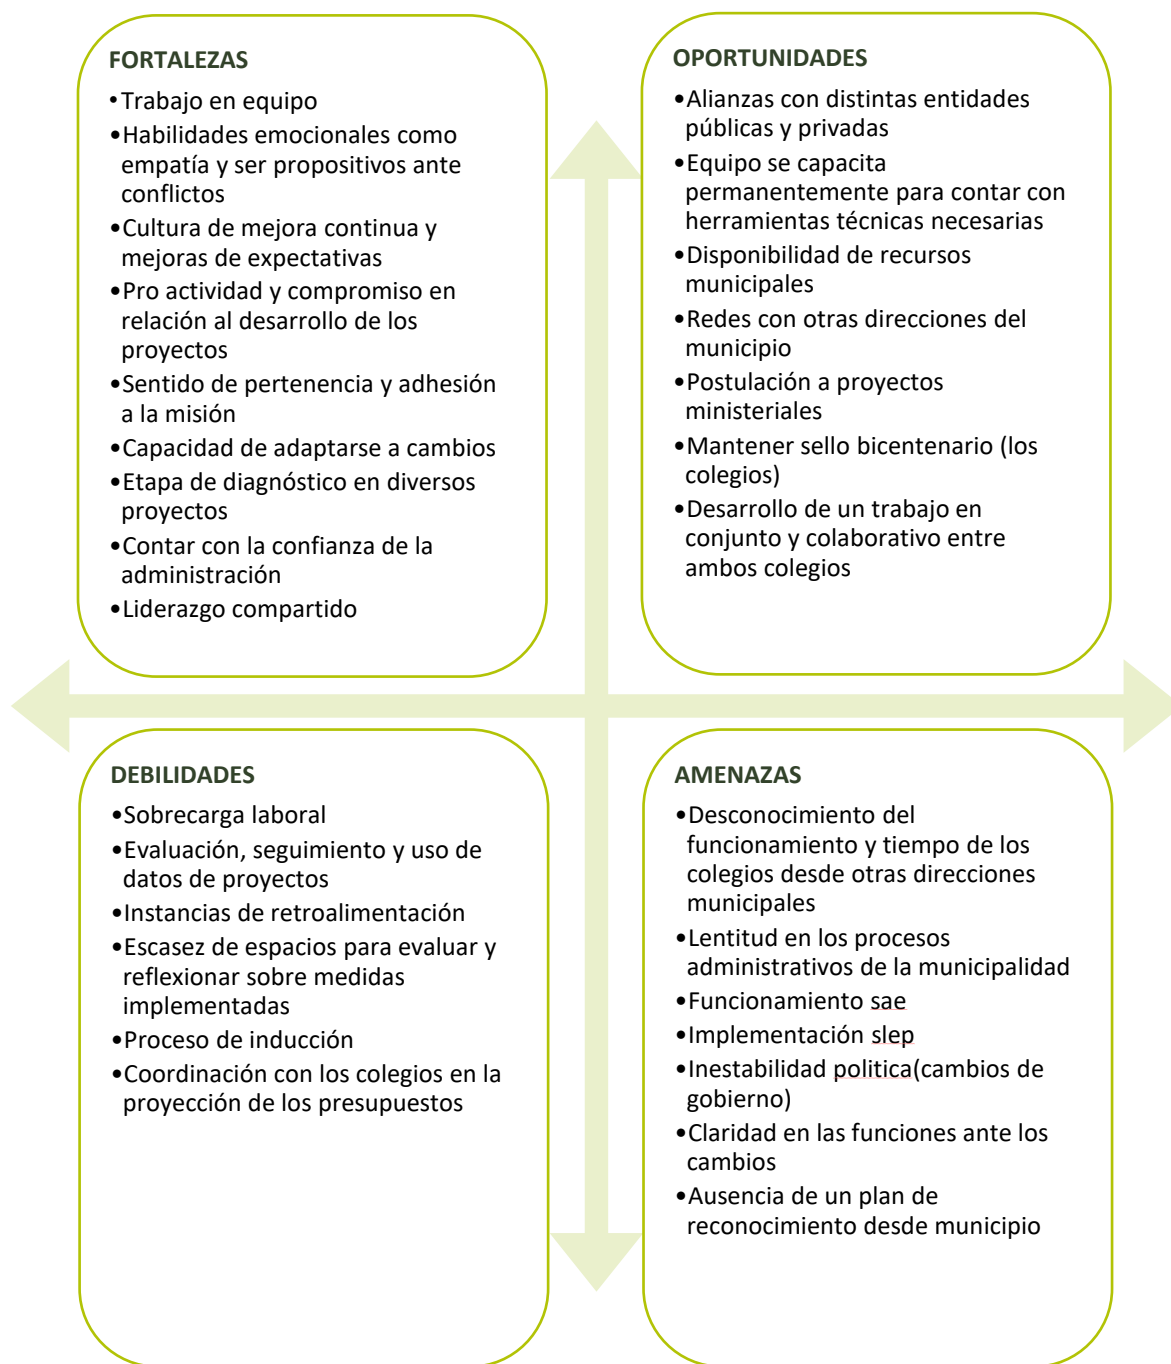 FORTALEZAS
•Trabajo en equipo
•Habilidades emocionales como
empatía y ser propositivos ante
conflictos
•Cultura de mejora continua y
mejoras de expectativas
•Pro actividad y compromiso en
relación al desarrollo de los
proyectos
•Sentido de pertenencia y adhesión
a la misión
•Capacidad de adaptarse a cambios
•Etapa de diagnóstico en diversos
proyectos
•Contar con la confianza de la
administración
•Liderazgo compartido
OPORTUNIDADES
•Alianzas con distintas entidades
públicas y privadas
•Equipo se capacita
permanentemente para contar con
herramientas técnicas necesarias
•Disponibilidad de recursos
municipales
•Redes con otras direcciones del
municipio
•Postulación a proyectos
ministeriales
•Mantener sello bicentenario (los
colegios)
•Desarrollo de un trabajo en
conjunto y colaborativo entre
ambos colegios
DEBILIDADES
•Sobrecarga laboral
•Evaluación, seguimiento y uso de
datos de proyectos
•Instancias de retroalimentación
•Escasez de espacios para evaluar y
reflexionar sobre medidas
implementadas
•Proceso de inducción
•Coordinación con los colegios en la
proyección de los presupuestos
AMENAZAS
•Desconocimiento del
funcionamiento y tiempo de los
colegios desde otras direcciones
municipales
•Lentitud en los procesos
administrativos de la municipalidad
•Funcionamiento sae
•Implementación slep
•Inestabilidad politica(cambios de
gobierno)
•Claridad en las funciones ante los
cambios
•Ausencia de un plan de
reconocimiento desde municipio